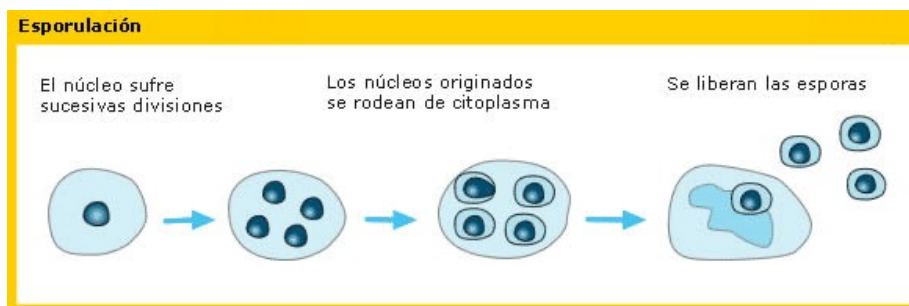 Esporulación
El núcleo sufre
sucesivas divisiones
Los núcleos originados
se rodean de citoplasma
Se liberan las esporas